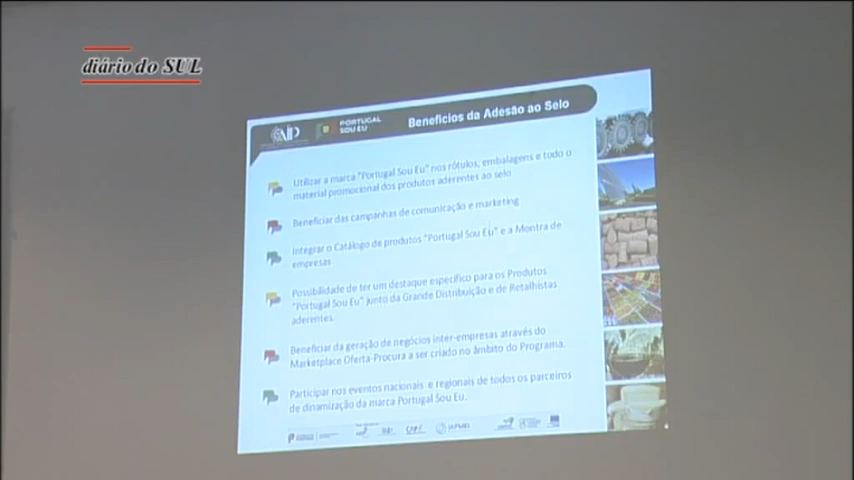 diário do SUL
AIP
PORTUGAL
SOU EU
Benefícios da Adesão ao Selo
Utilizar a marca "Portugal Sou Eu" nos rótulos, embalagens e todo o
material promocional dos produtos aderentes ao selo
Beneficiar das campanhas de comunicação e marketing
Integrar o Catálogo de produtos "Portugal Sou Eu" e a Montra de
empresas
Possibilidade de ter um destaque específico para os Produtos
"Portugal Sou Eu" junto da Grande Distribuição e de Retalhistas
aderentes.
Beneficiar da geração de negócios inter-empresas através do
Marketplace Oferta-Procura a ser criado no âmbito do Programa.
Participar nos eventos nacionais e regionais de todos os parceiros
de dinamização da marca Portugal Sou Eu.
IAPMEI